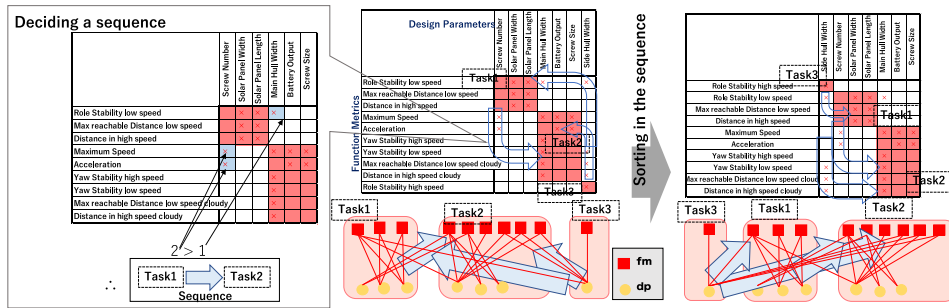 Deciding a sequence
Screw Number
Solar Panel Width
Solar Panel Length
Main Hull Width
Battery Output
Screw Size
Role Stability low speed
Max reachable Distance low speed
Distance in high speed
Maximum Speed
Acceleration
Yaw Stability high speed
Yaw Stability low speed
Max reachable Distance low speed cloudy
Distance in high speed cloudy
2 > 1
∴
Task1
Task2
Sequence
Design Parameters
Function Metrics
Screw Number
Solar Panel Width
Solar Panel Length
Main Hull Width
Battery Output
Screw Size
Side Hull Width
Task1
Role Stability low speed
Max reachable Distance low speed
Distance in high speed
Maximum Speed
Acceleration
Yaw Stability high speed
Yaw Stability low speed
Max reachable Distance low speed cloudy
Distance in high speed cloudy
Role Stability high speed
Task2
Task3
Task1
Task2
Task3
fm
dp
Sorting in the sequence
Side Hull Width
Screw Number
Solar Panel Width
Solar Panel Length
Main Hull Width
Battery Output
Screw Size
Task3
Role Stability high speed
Role Stability low speed
Max reachable Distance low speed
Distance in high speed
Maximum Speed
Acceleration
Yaw Stability high speed
Yaw Stability low speed
Max reachable Distance low speed cloudy
Distance in high speed cloudy
Task1
Task2
Task3
Task1
Task2